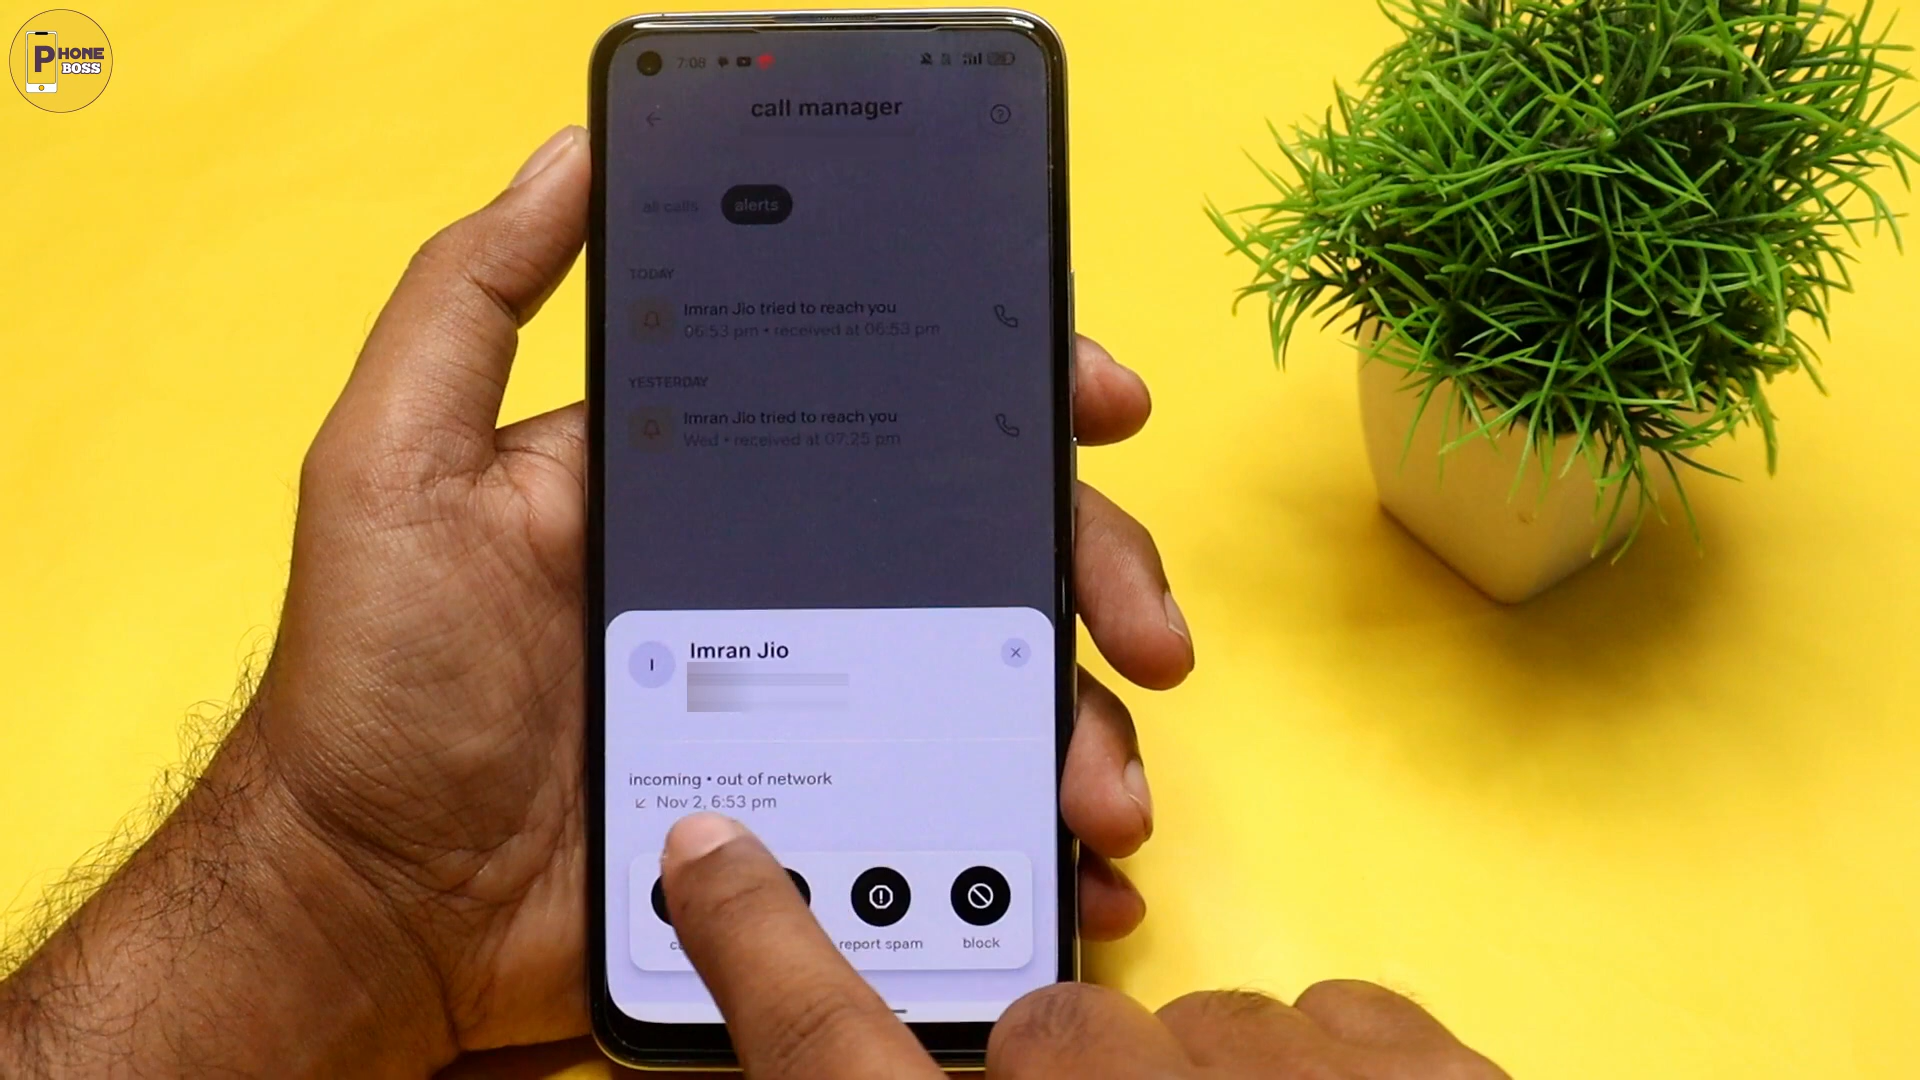 PHONE
BOSS
7:08
call manager
all calls
alerts
TODAY
Imran Jio tried to reach you
06:53 pm • received at 06:53 pm
YESTERDAY
Imran Jio tried to reach you
Wed • received at 07:25 pm
I
Imran Jio
incoming • out of network
Nov 2, 6:53 pm
report spam
block